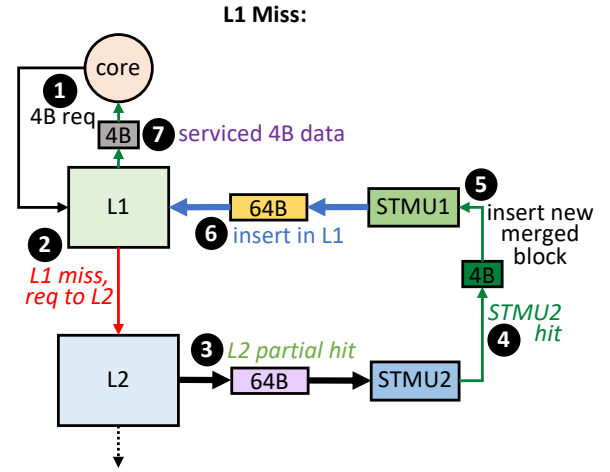 L1 Miss:
core
1
4B req
4B
7 serviced 4B data
L1
64B
STMU1
5
insert new
merged
block
2
6
insert in L1
L1 miss,
req to L2
4B
STMU2
hit
4
3 L2 partial hit
L2
64B
STMU2